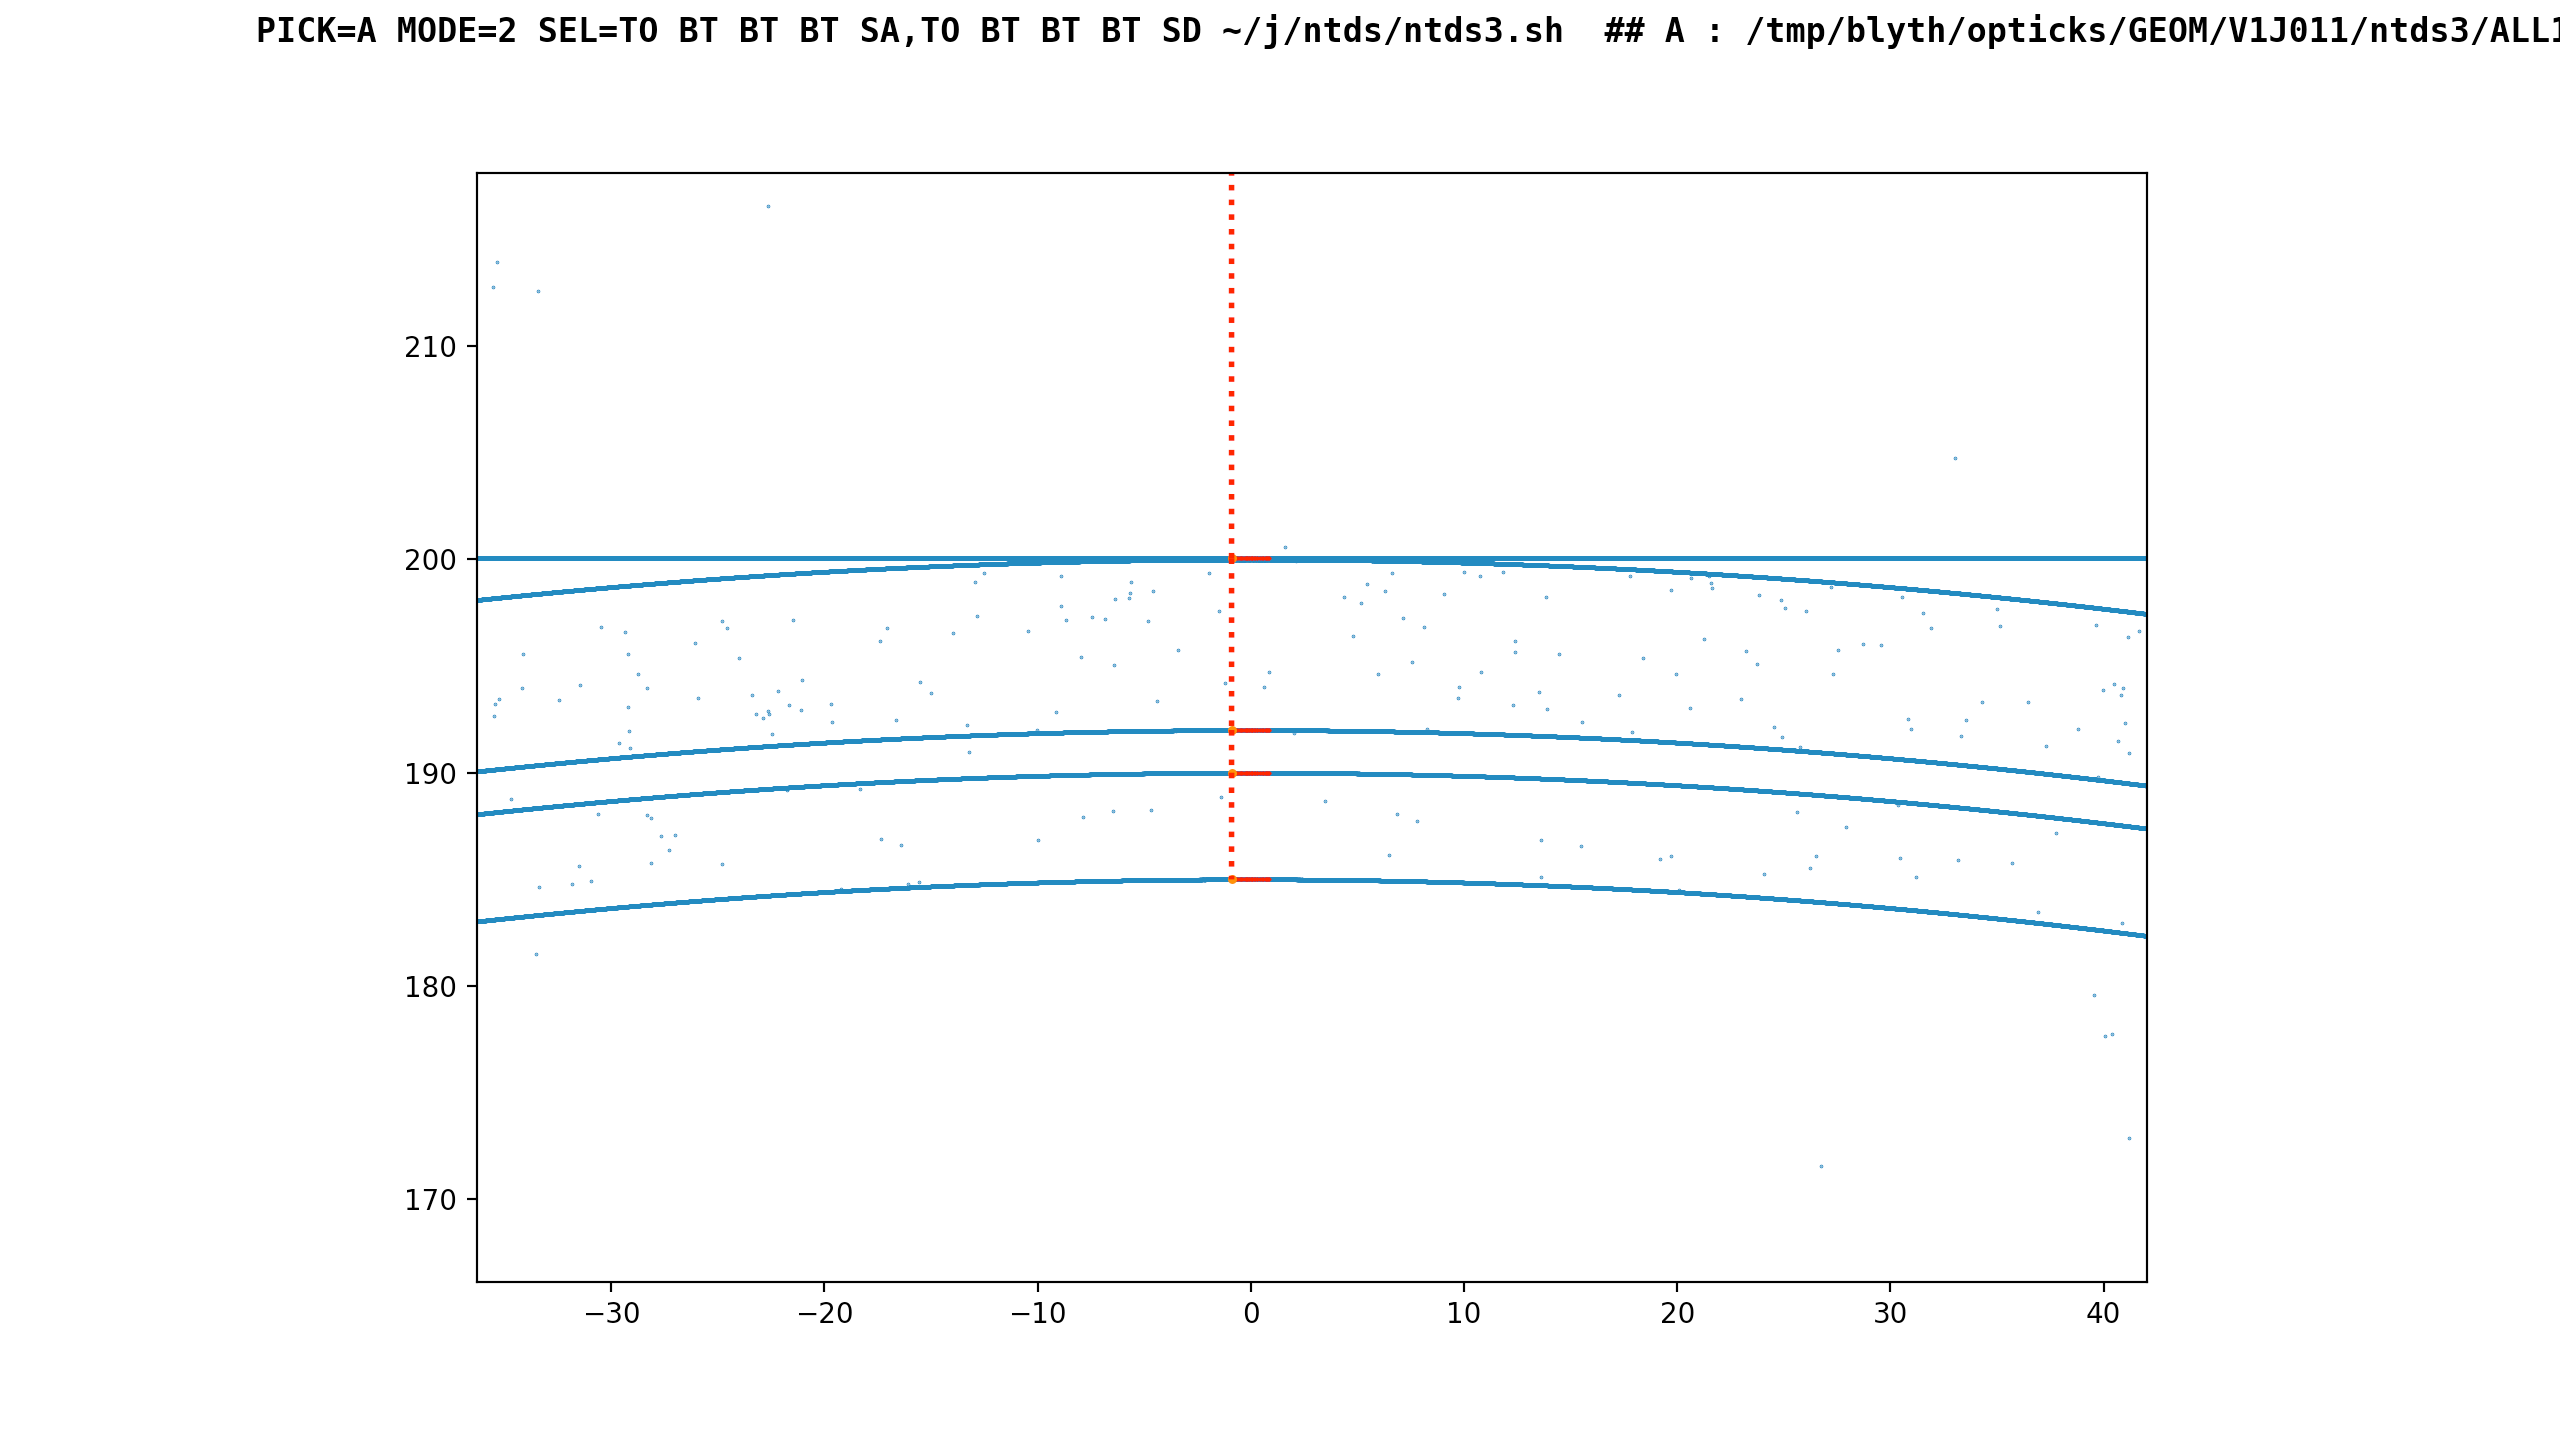 PICK=A MODE=2 SEL=TO BT BT BT SA,TO BT BT BT SD ~/j/ntds/ntds3.sh  ## A : /tmp/blyth/opticks/GEOM/V1J011/ntds3/ALL1
210
200
190
180
170
−30 −20 −10 0 10 20 30 40